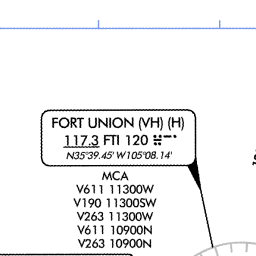 FORT UNION (VH) (H)
117.3 FTI 120
N35°39.45' W105°08.14'
MCA
V611 11300W
V190 11300SW
V263 11300W
V611 10900N
V263 10900N